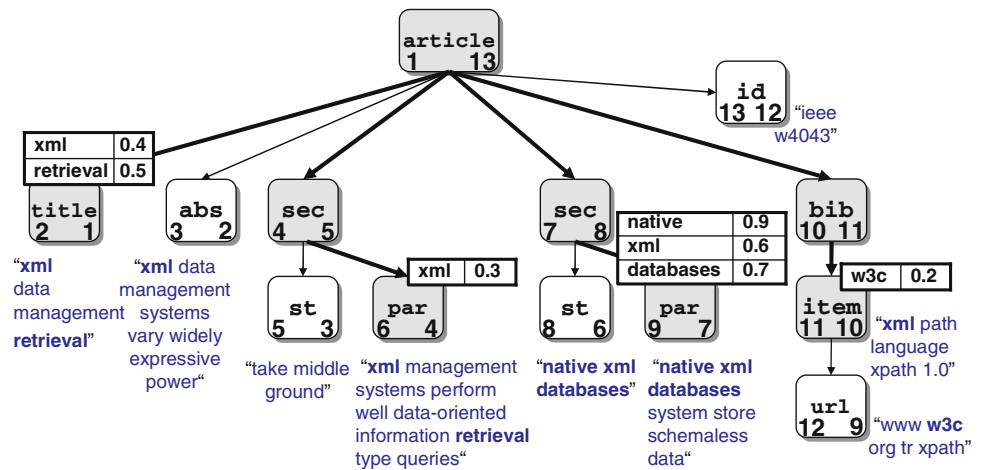 article
1 13
id
13 12
“ieee
w4043“
xml 0.4
retrieval 0.5
title
2 1
abs
3 2
sec
4 5
sec
7 8
native 0.9
xml 0.6
databases 0.7
bib
10 11
“xml
data
management
retrieval”
“xml data
management
systems
vary widely
expressive
power“
st
5 3
xml 0.3
par
6 4
st
8 6
par
9 7
w3c 0.2
item
11 10
“take middle
ground”
“xml management
systems perform
well data-oriented
information retrieval
type queries“
“native xml
databases”
“native xml
databases
system store
schemaless
data“
“xml path
language
xpath 1.0“
url
12 9
“www w3c
org tr xpath“